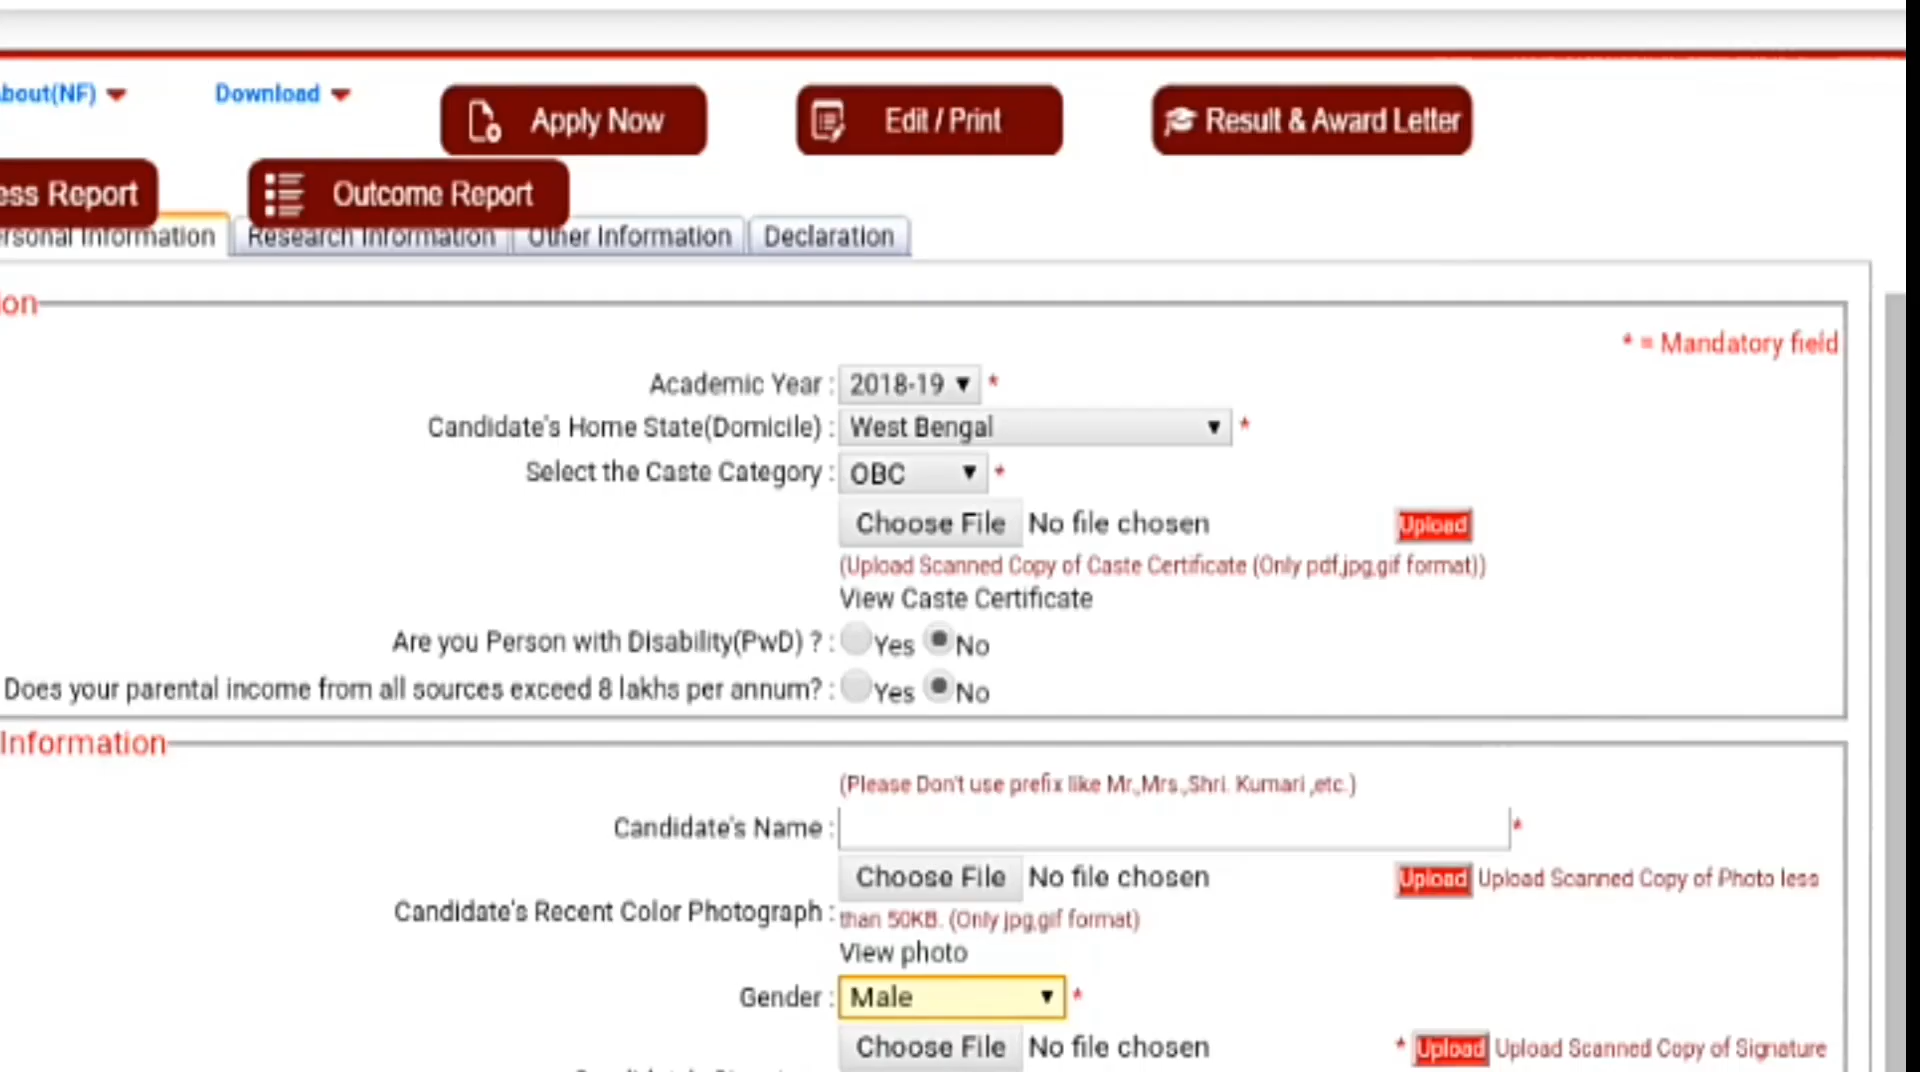 bout(NF) Download Apply Now Edit / Print Result & Award Letter
ess Report Outcome Report
rsonal Information Research Information Other Information Declaration
ion
* = Mandatory field
Academic Year : 2018-19 *
Candidate's Home State(Domicile) : West Bengal *
Select the Caste Category : OBC *
Choose File No file chosen Upload
(Upload Scanned Copy of Caste Certificate (Only pdf,jpg,gif format))
View Caste Certificate
Are you Person with Disability(PwD) ? : Yes No
Does your parental income from all sources exceed 8 lakhs per annum? : Yes No
Information
(Please Don't use prefix like Mr.,Mrs.,Shri. Kumari ,etc.)
Candidate's Name : *
Choose File No file chosen Upload Upload Scanned Copy of Photo less
Candidate's Recent Color Photograph : than 50KB. (Only jpg,gif format)
View photo
Gender : Male *
Choose File No file chosen * Upload Upload Scanned Copy of Signature